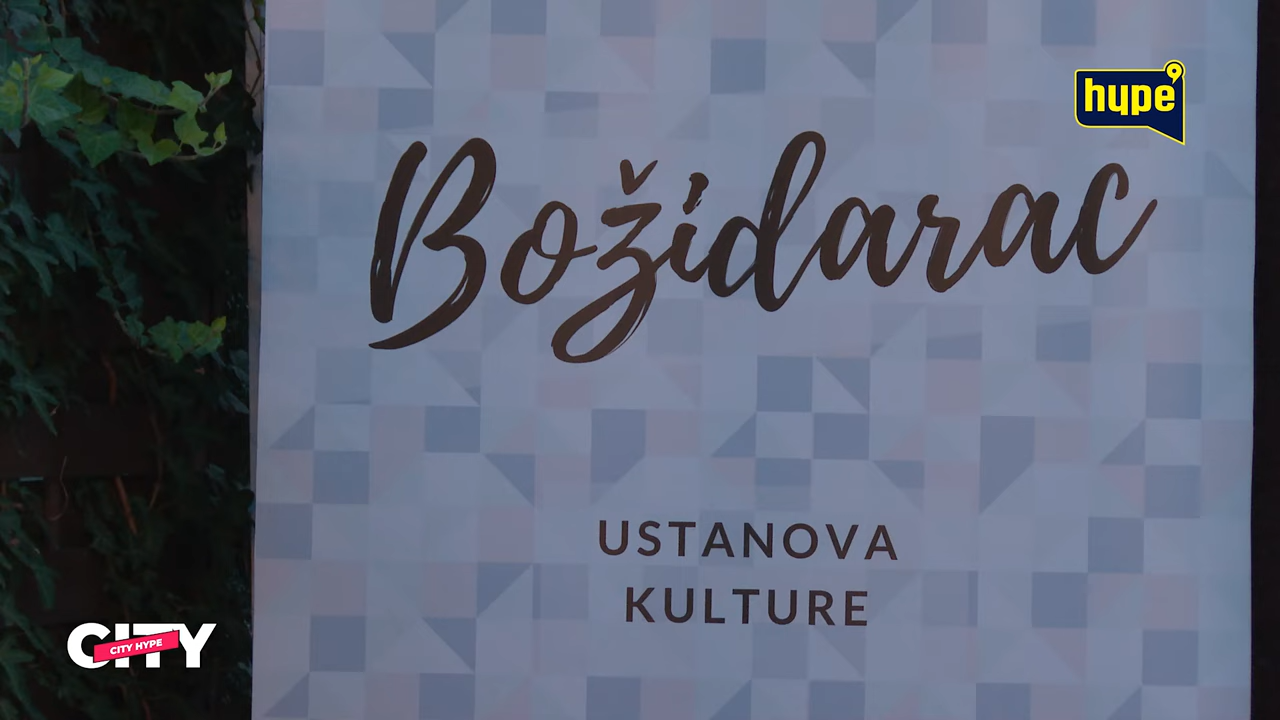 hype
Božidarac
USTANOVA
KULTURE
CITY
CITY HYPE